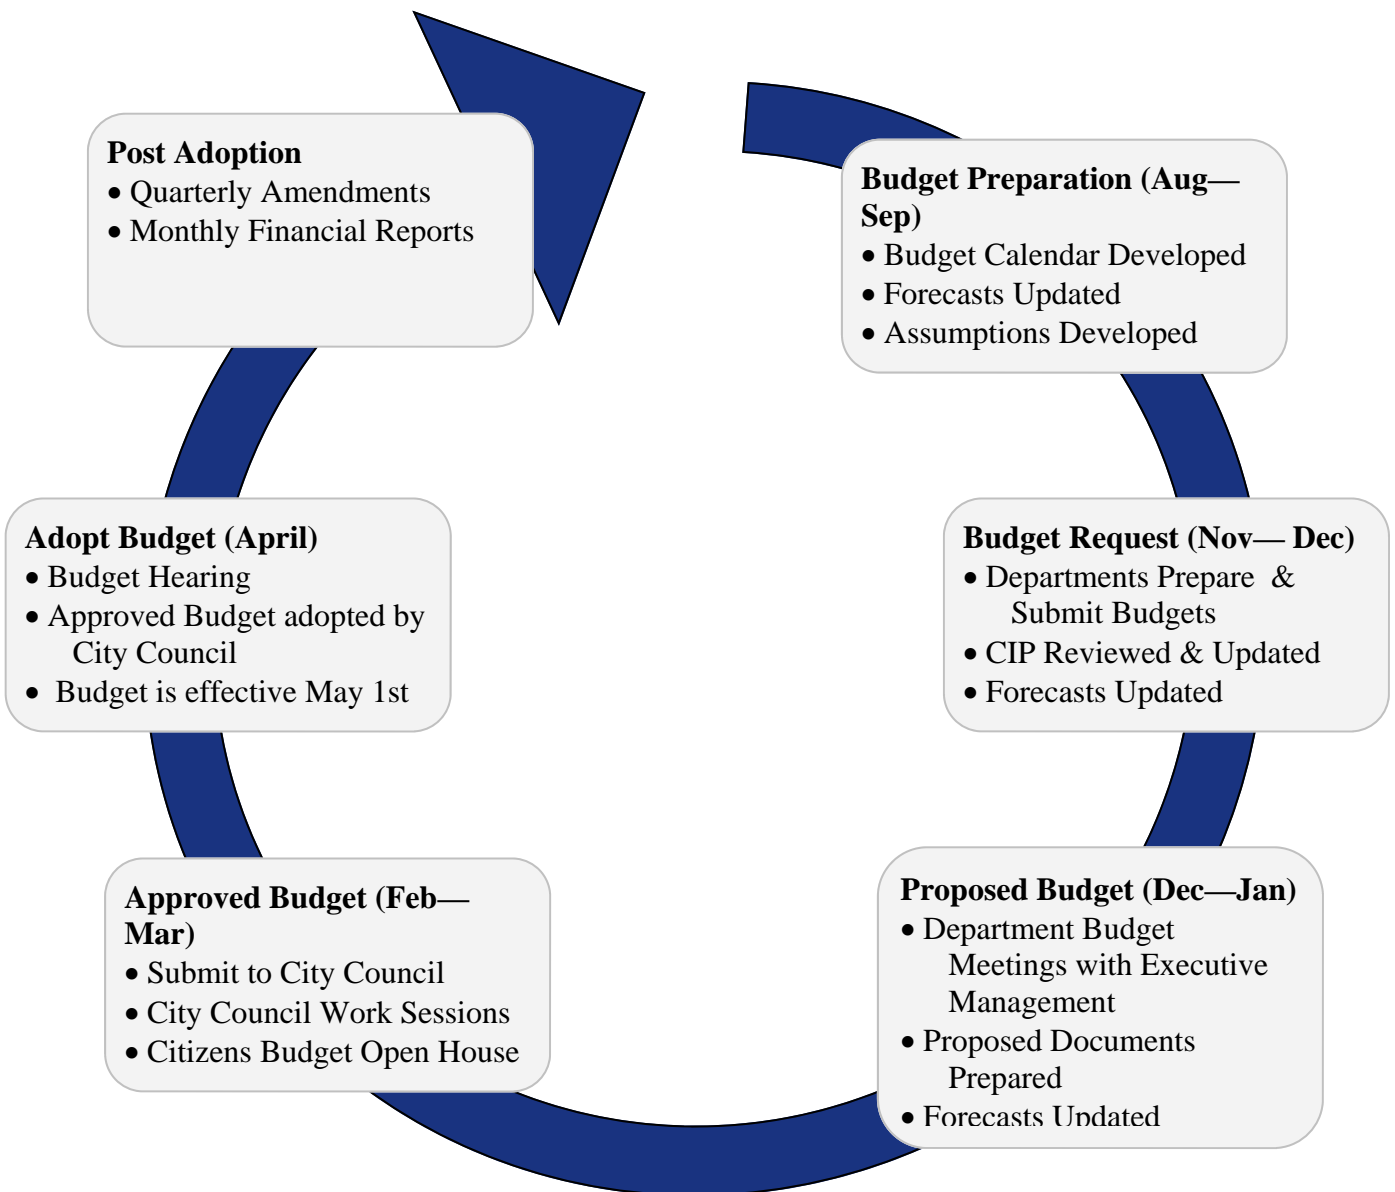 Post Adoption
• Quarterly Amendments
• Monthly Financial Reports
Budget Preparation (Aug—
Sep)
• Budget Calendar Developed
• Forecasts Updated
• Assumptions Developed
Budget Request (Nov— Dec)
• Departments Prepare &
Submit Budgets
• CIP Reviewed & Updated
• Forecasts Updated
Proposed Budget (Dec—Jan)
• Department Budget
Meetings with Executive
Management
• Proposed Documents
Prepared
• Forecasts Updated
Approved Budget (Feb—
Mar)
• Submit to City Council
• City Council Work Sessions
• Citizens Budget Open House
Adopt Budget (April)
• Budget Hearing
• Approved Budget adopted by
City Council
• Budget is effective May 1st